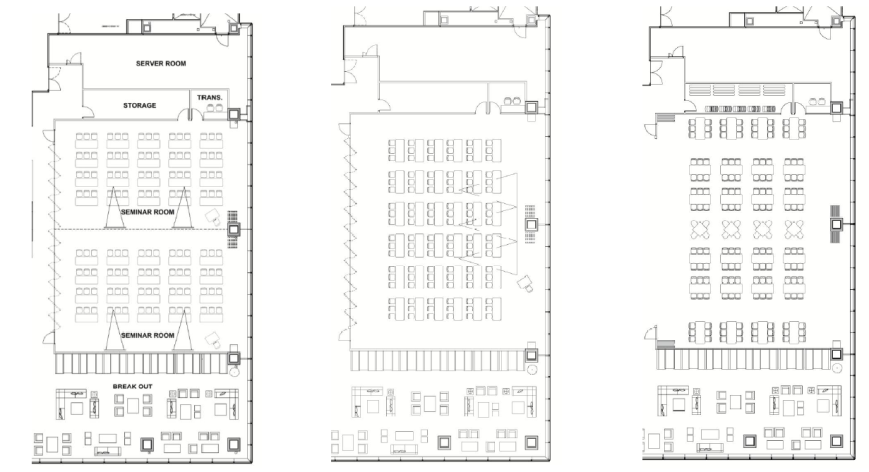 SERVER ROOM
TRANS.
STORAGE
SEMINAR ROOM
SEMINAR ROOM
BREAK OUT